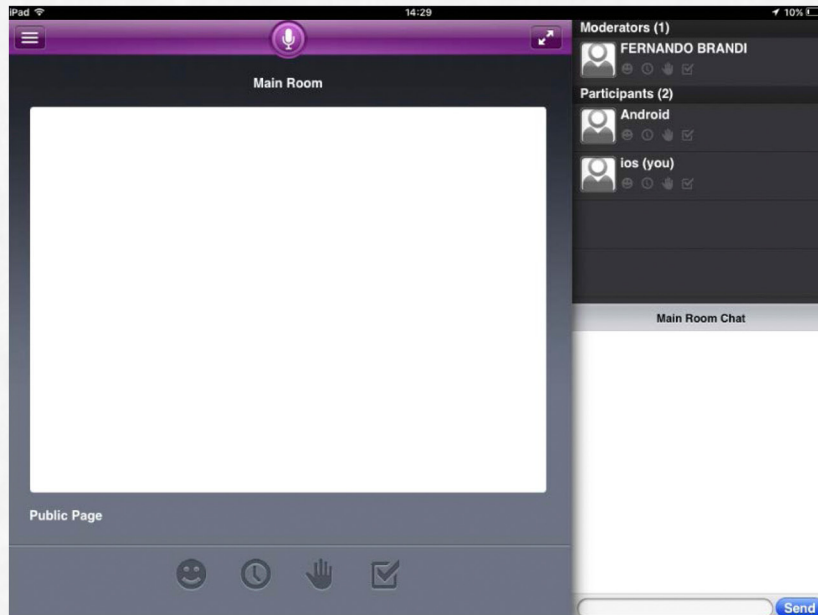 iPad 14:29 10%
Main Room
Public Page
Moderators (1)
FERNANDO BRANDI
Participants (2)
Android
ios (you)
Main Room Chat
Send